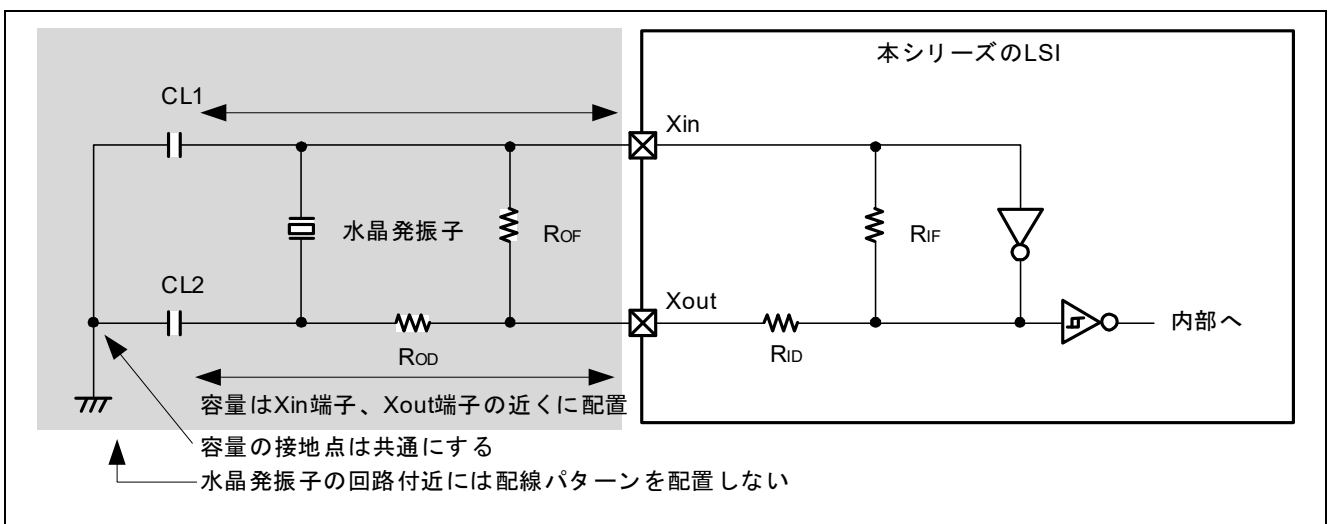 本シリーズのLSI
CL1
Xin
水晶発振子
ROF
RIF
CL2
Xout
内部へ
ROD
RID
容量はXin端子、Xout端子の近くに配置
容量の接地点は共通にする
水晶発振子の回路付近には配線パターンを配置しない